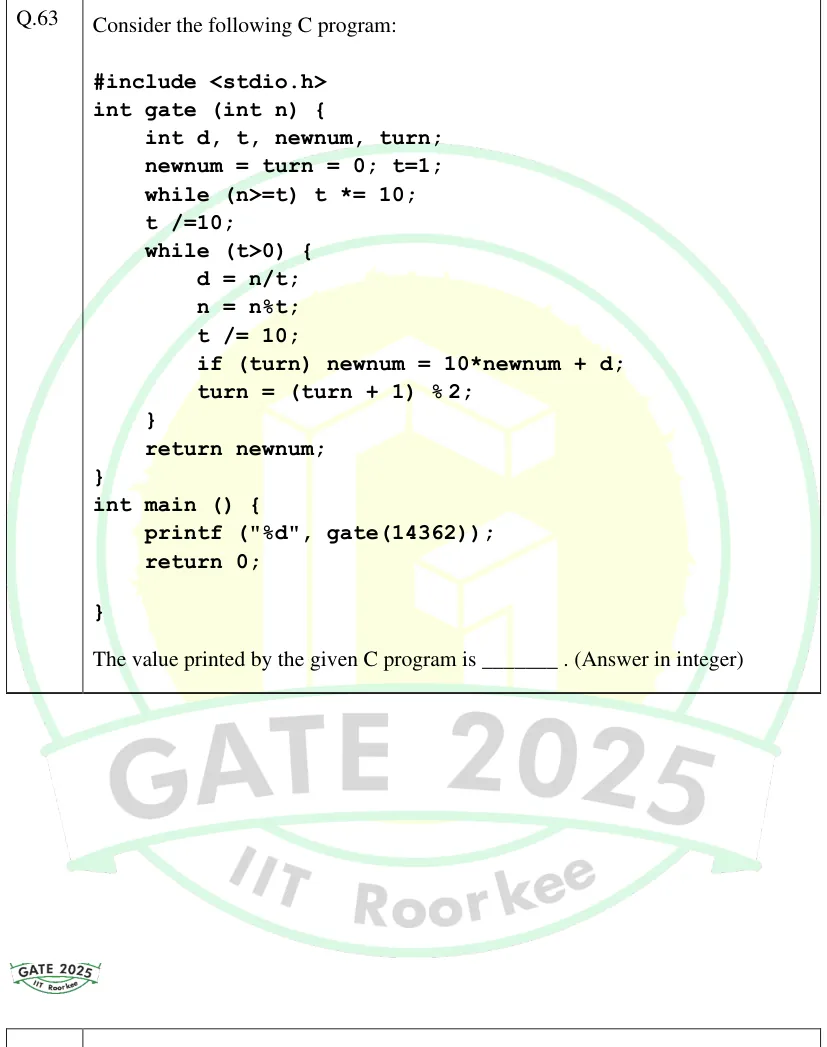 Q.63
Consider the following C program:
#include <stdio.h>
int gate (int n) {
    int d, t, newnum, turn;
    newnum = turn = 0; t=1;
    while (n>=t) t *= 10;
    t /=10;
    while (t>0) {
        d = n/t;
        n = n%t;
        t /= 10;
        if (turn) newnum = 10*newnum + d;
        turn = (turn + 1) %2;
    }
    return newnum;
}
int main () {
    printf ("%d", gate(14362));
    return 0;
}
The value printed by the given C program is _______ . (Answer in integer)
GATE 2025
IIT Roorkee
GATE 2025
IIT Roorkee